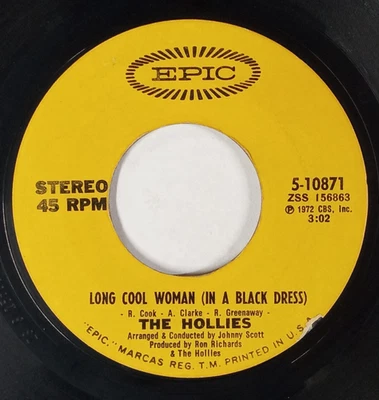 EPIC
STEREO
45 RPM
5-10871
ZSS 156863
℗ 1972 CBS, Inc.
3:02
LONG COOL WOMAN (IN A BLACK DRESS)
- R. Cook - A. Clarke - R. Greenaway -
THE HOLLIES
Arranged & Conducted by Johnny Scott
Produced by Ron Richards
& The Hollies
"EPIC," MARCAS REG. T.M. PRINTED IN U.S.A.